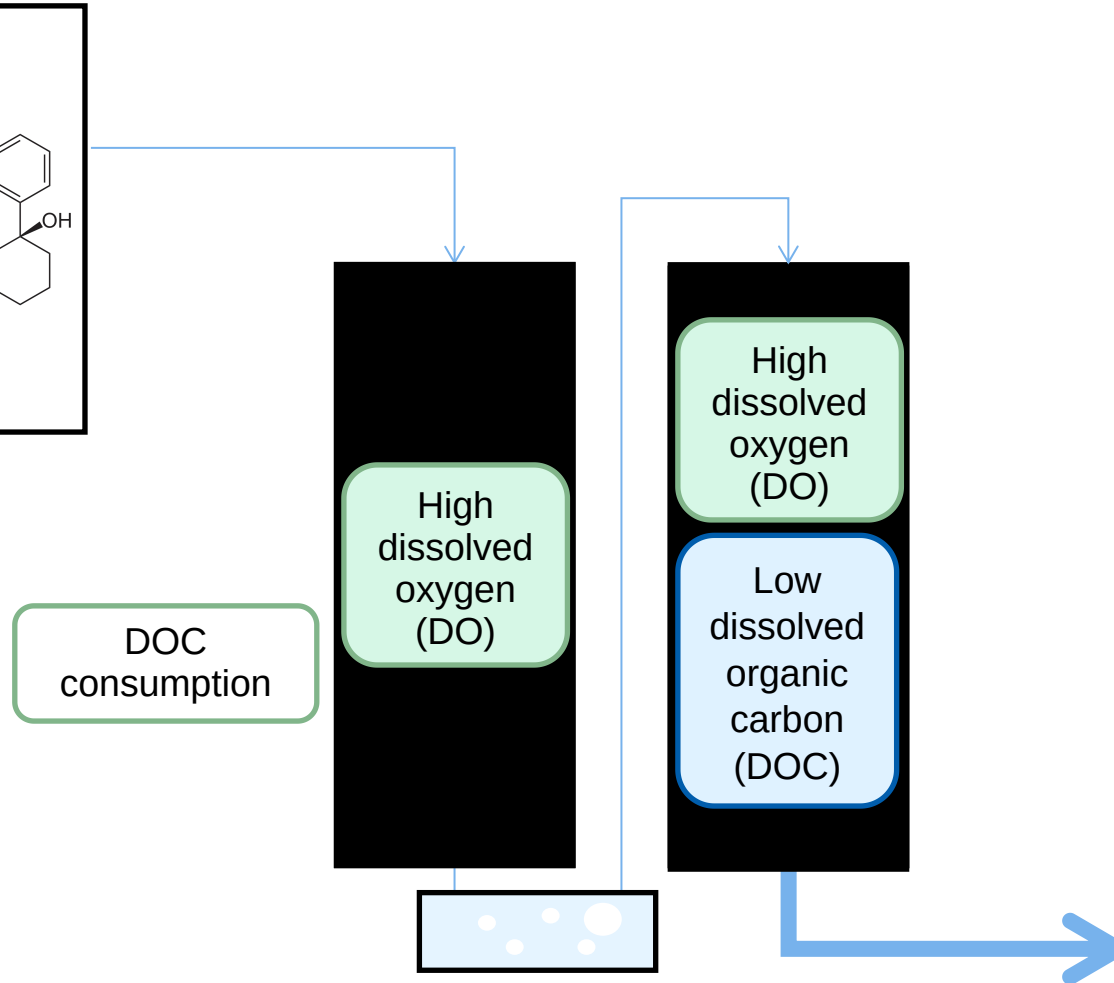 OH
DOC
consumption
High
dissolved
oxygen
(DO)
High
dissolved
oxygen
(DO)
Low
dissolved
organic
carbon
(DOC)